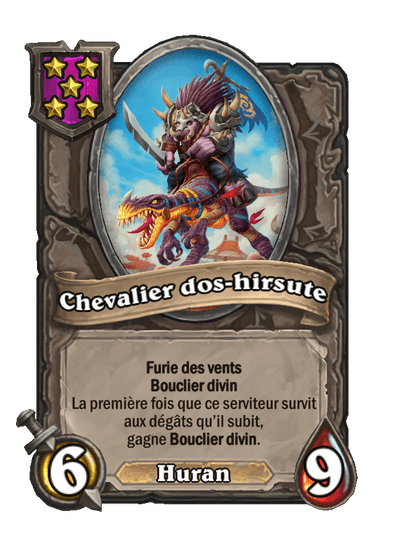 Chevalier dos-hirsute
Furie des vents
Bouclier divin
La première fois que ce serviteur survit
aux dégâts qu'il subit,
gagne Bouclier divin.
6
Huran
9